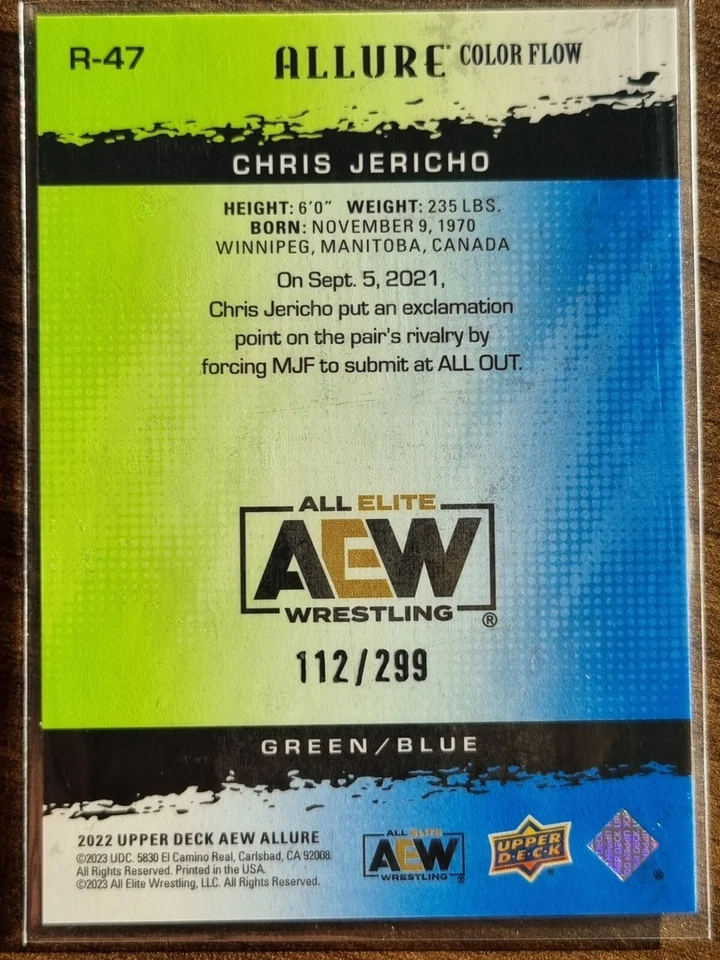 R-47
ALLURE® COLOR FLOW
CHRIS JERICHO
HEIGHT: 6'0" WEIGHT: 235 LBS.
BORN: NOVEMBER 9, 1970
WINNIPEG, MANITOBA, CANADA
On Sept. 5, 2021,
Chris Jericho put an exclamation
point on the pair's rivalry by
forcing MJF to submit at ALL OUT.
ALL ELITE
AEW
WRESTLING
®
112/299
GREEN/BLUE
2022 UPPER DECK AEW ALLURE
©2023 UDC. 5830 El Camino Real, Carlsbad, CA 92008.
All Rights Reserved. Printed in the USA.
©2023 All Elite Wrestling, LLC. All Rights Reserved.
ALL ELITE
AEW
WRESTLING
®
UPPER
D·E·C·K
®